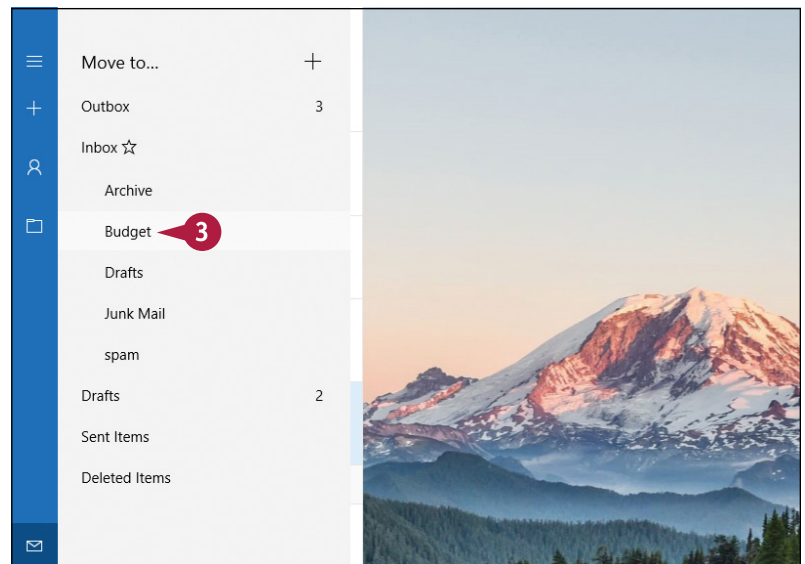 Move to...
Outbox 3
Inbox
Archive
Budget 3
Drafts
Junk Mail
spam
Drafts 2
Sent Items
Deleted Items